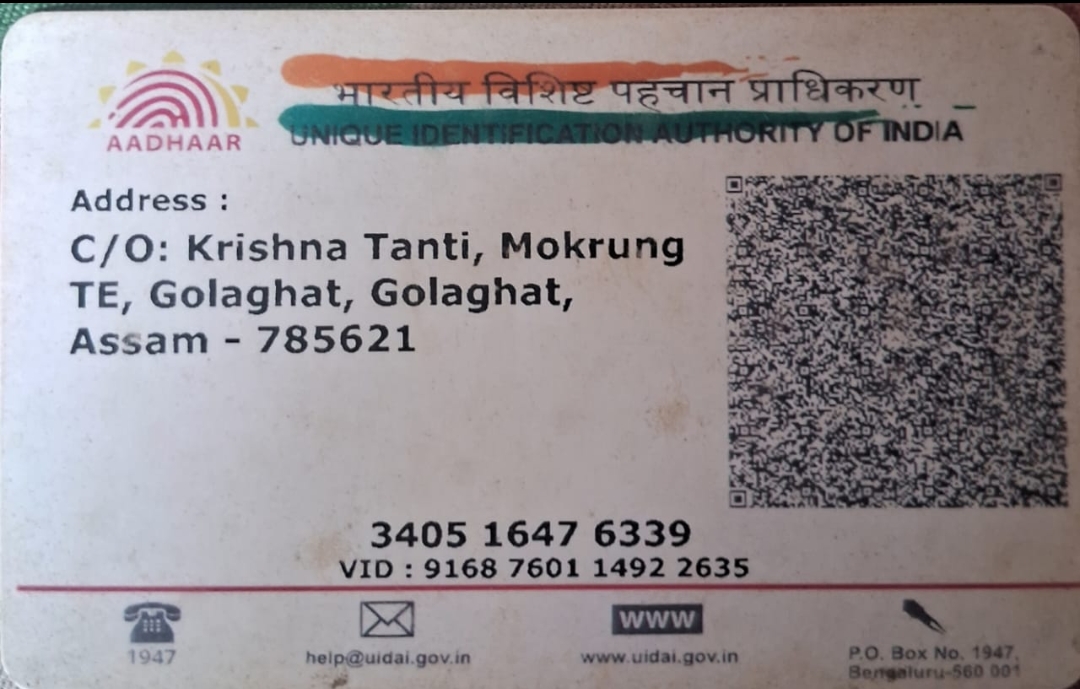 भारतीय विशिष्ट पहचान प्राधिकरण
AADHAAR
UNIQUE IDENTIFICATION AUTHORITY OF INDIA
Address :
C/O: Krishna Tanti, Mokrung
TE, Golaghat, Golaghat,
Assam - 785621
3405 1647 6339
VID : 9168 7601 1492 2635
www
1947
help@uidai.gov.in
www.uidai.gov.in
P.O. Box No. 1947,
Bengaluru-560 001